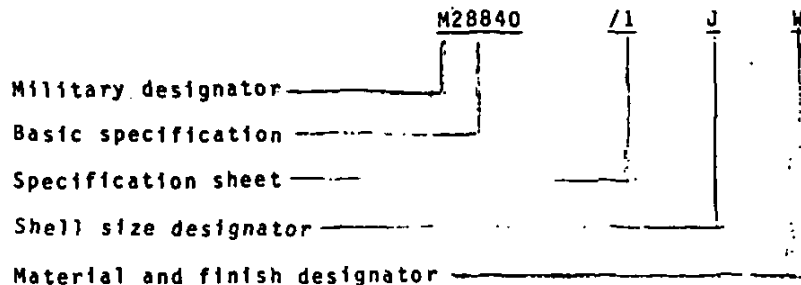 M28840 /1 J W
Military designator
Basic specification
Specification sheet
Shell size designator
Material and finish designator